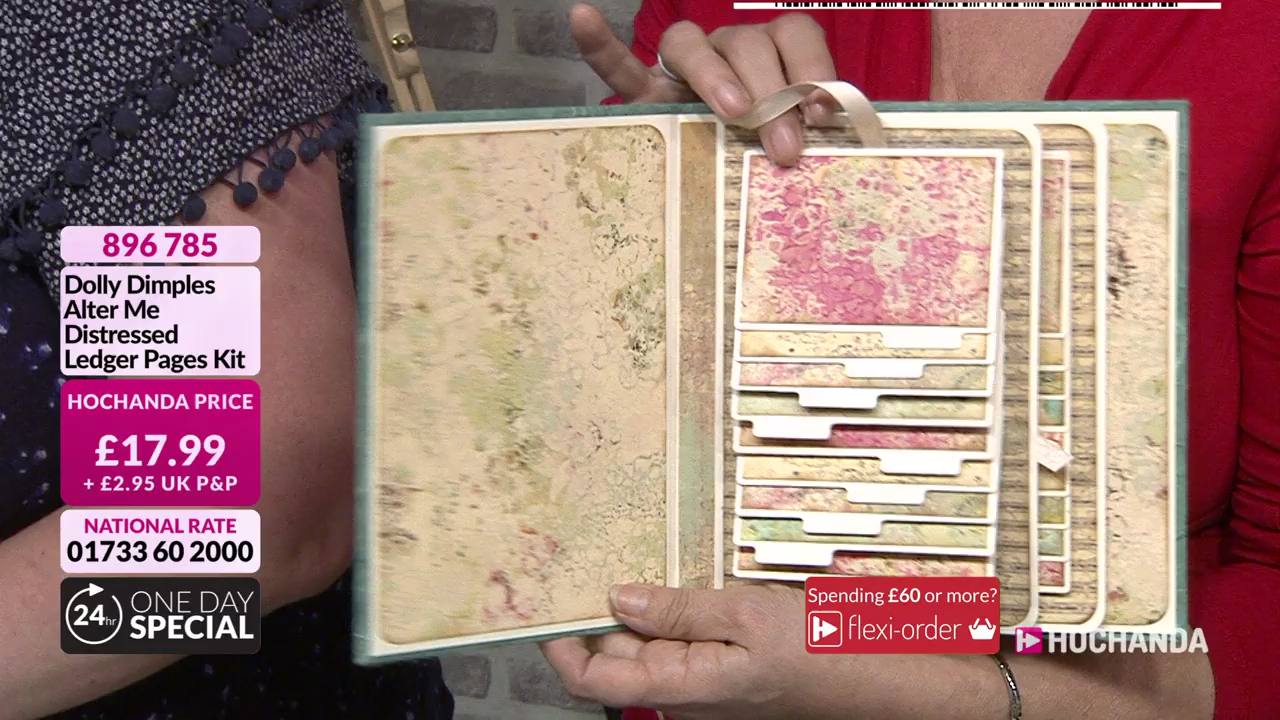 896 785
Dolly Dimples
Alter Me
Distressed
Ledger Pages Kit
HOCHANDA PRICE
£17.99
+ £2.95 UK P&P
NATIONAL RATE
01733 60 2000
24hr
ONE DAY
SPECIAL
Spending £60 or more?
flexi-order
HOCHANDA